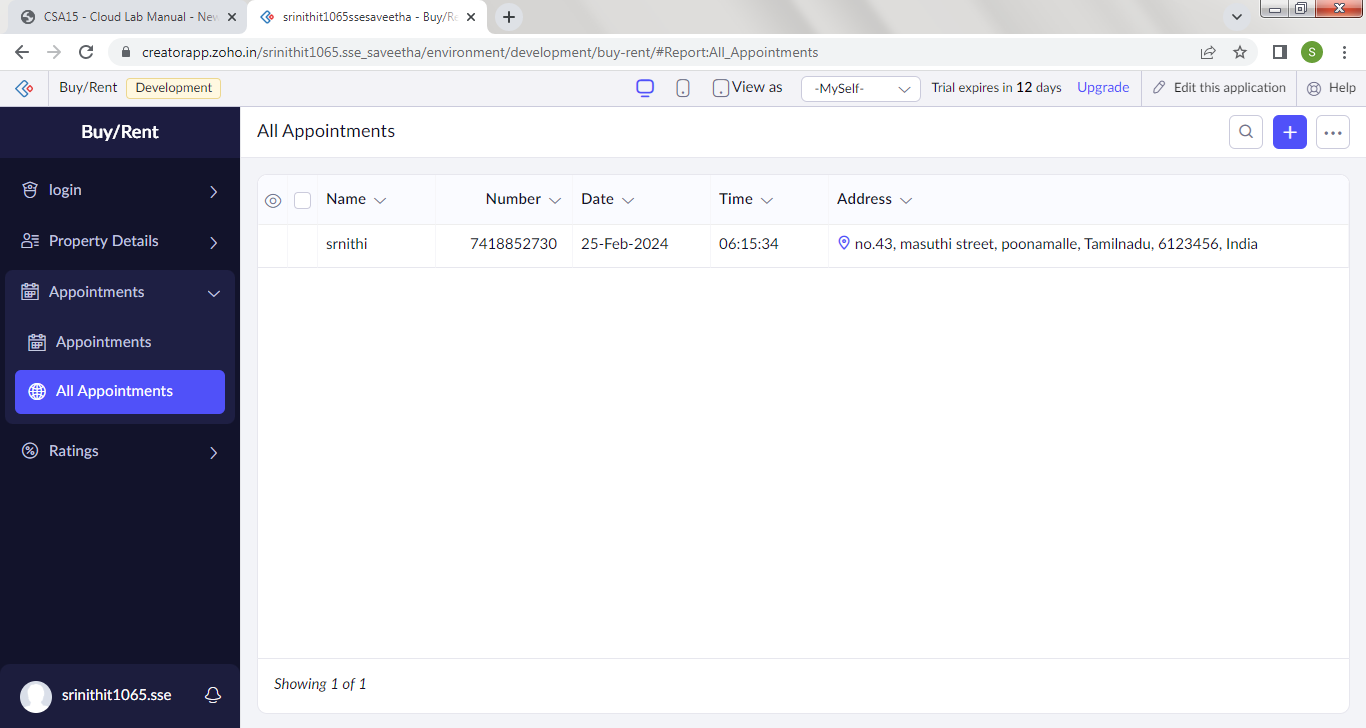 CSA15 - Cloud Lab Manual - New
srinithit1065ssesaveetha - Buy/Re
creatorapp.zoho.in/srinithit1065.sse_saveetha/environment/development/buy-rent/#Report:All_Appointments
S
Buy/Rent Development View as -MySelf- Trial expires in 12 days Upgrade Edit this application Help
Buy/Rent
All Appointments
login
Property Details
Appointments
Appointments
All Appointments
Ratings
Name Number Date Time Address
srnithi 7418852730 25-Feb-2024 06:15:34 no.43, masuthi street, poonamalle, Tamilnadu, 6123456, India
Showing 1 of 1
srinithit1065.sse